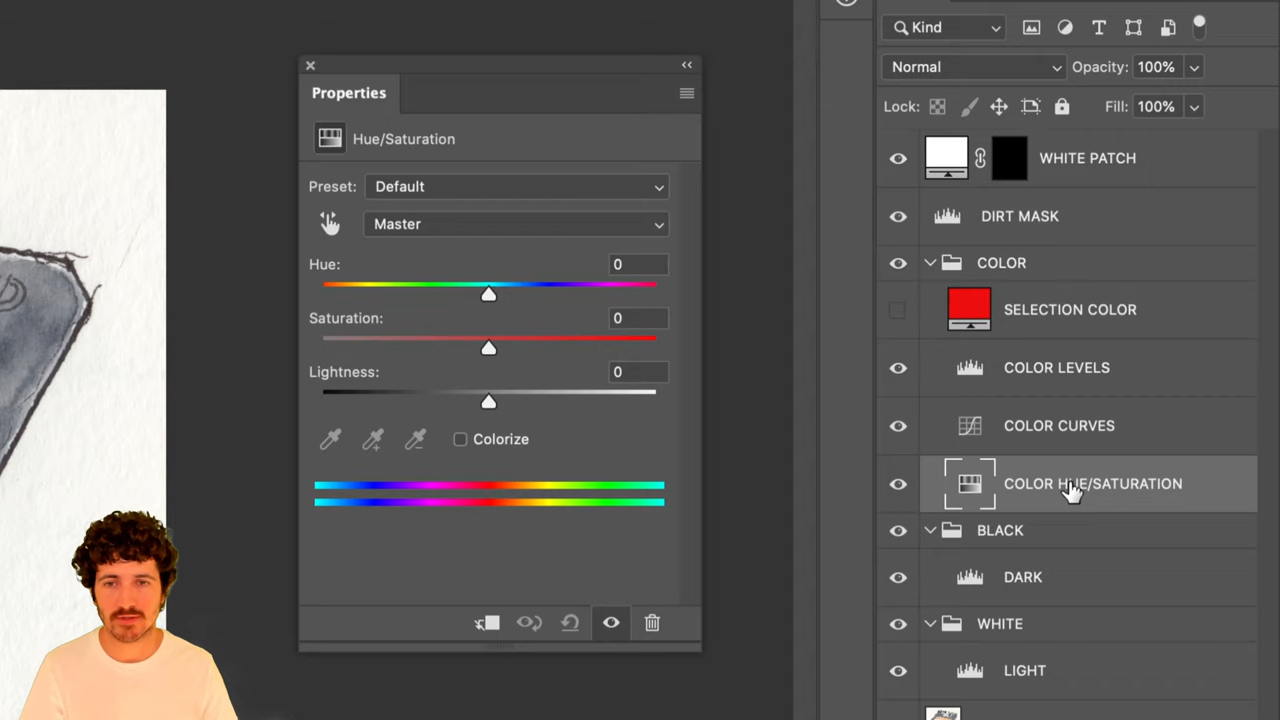 Properties
Hue/Saturation
Preset: Default
Master
Hue: 0
Saturation: 0
Lightness: 0
Colorize
Kind
Normal Opacity: 100%
Lock: Fill: 100%
WHITE PATCH
DIRT MASK
COLOR
SELECTION COLOR
COLOR LEVELS
COLOR CURVES
COLOR HUE/SATURATION
BLACK
DARK
WHITE
LIGHT